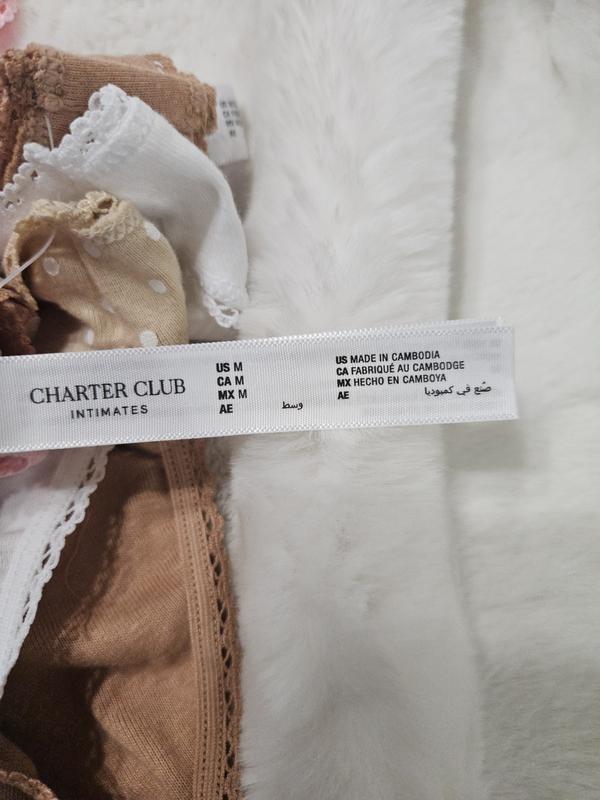 CHARTER CLUB
INTIMATES
US M
CA M
MX M
AE وسط
US MADE IN CAMBODIA
CA FABRIQUÉ AU CAMBODGE
MX HECHO EN CAMBOYA
AE صُنع في كمبوديا